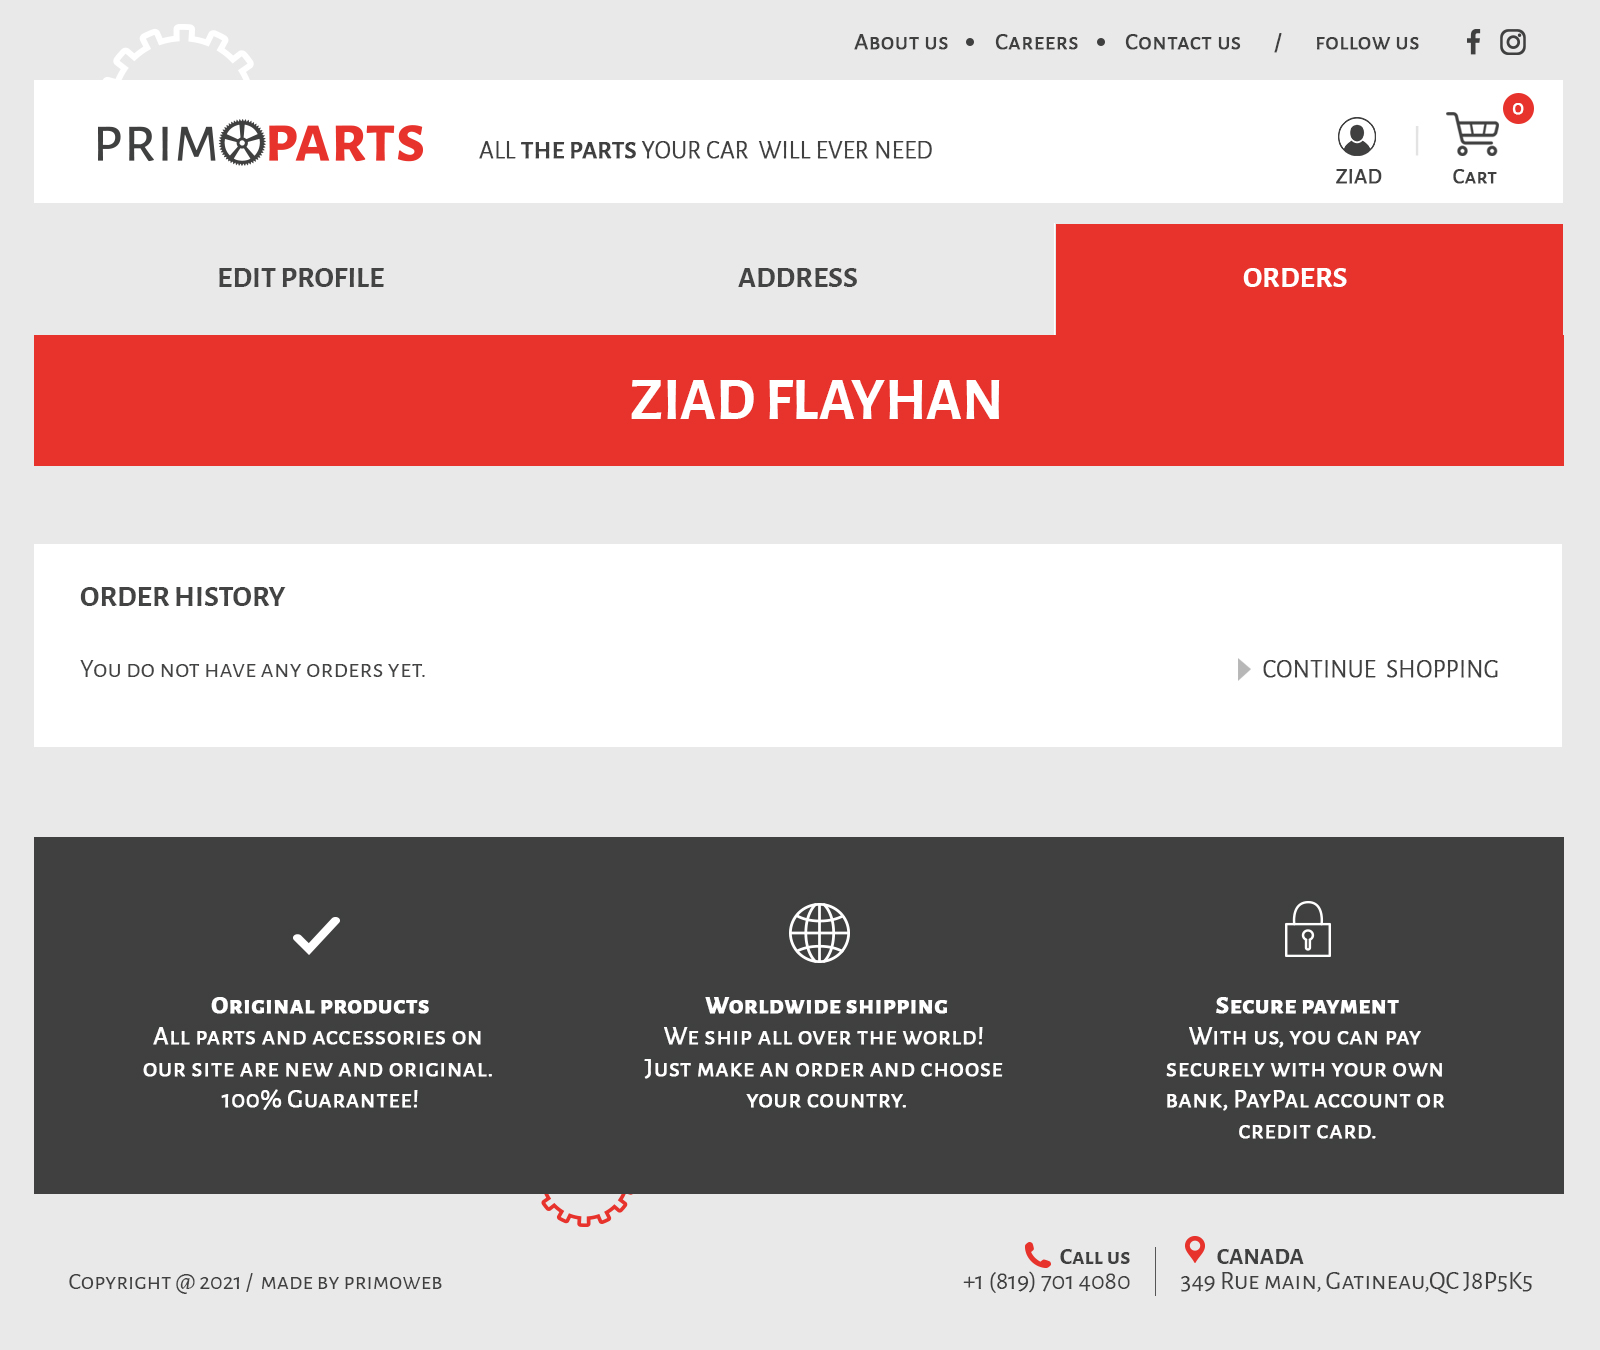 About us • Careers • Contact us / follow us
PRIMOPARTS
ALL THE PARTS YOUR CAR WILL EVER NEED
0
ZIAD
Cart
EDIT PROFILE
ADDRESS
ORDERS
ZIAD FLAYHAN
ORDER HISTORY
You do not have any orders yet.
CONTINUE SHOPPING
Original products
All parts and accessories on
our site are new and original.
100% Guarantee!
Worldwide shipping
We ship all over the world!
Just make an order and choose
your country.
Secure payment
With us, you can pay
securely with your own
bank, PayPal account or
credit card.
Copyright @ 2021 / made by primoweb
Call us
+1 (819) 701 4080
CANADA
349 Rue main, Gatineau,QC J8P5K5